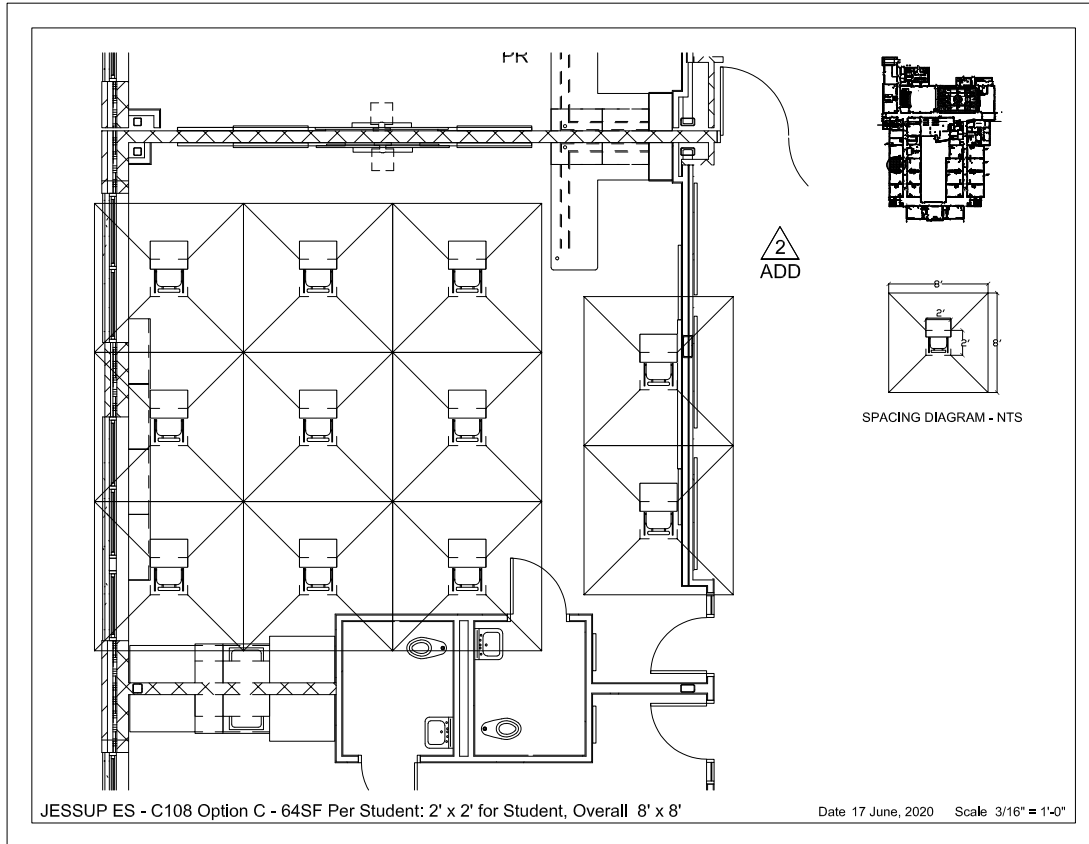 PR
2
ADD
8'
2'
2'
8'
SPACING DIAGRAM - NTS
JESSUP ES - C108 Option C - 64SF Per Student: 2' x 2' for Student, Overall 8' x 8'
Date 17 June, 2020 Scale 3/16" = 1'-0"